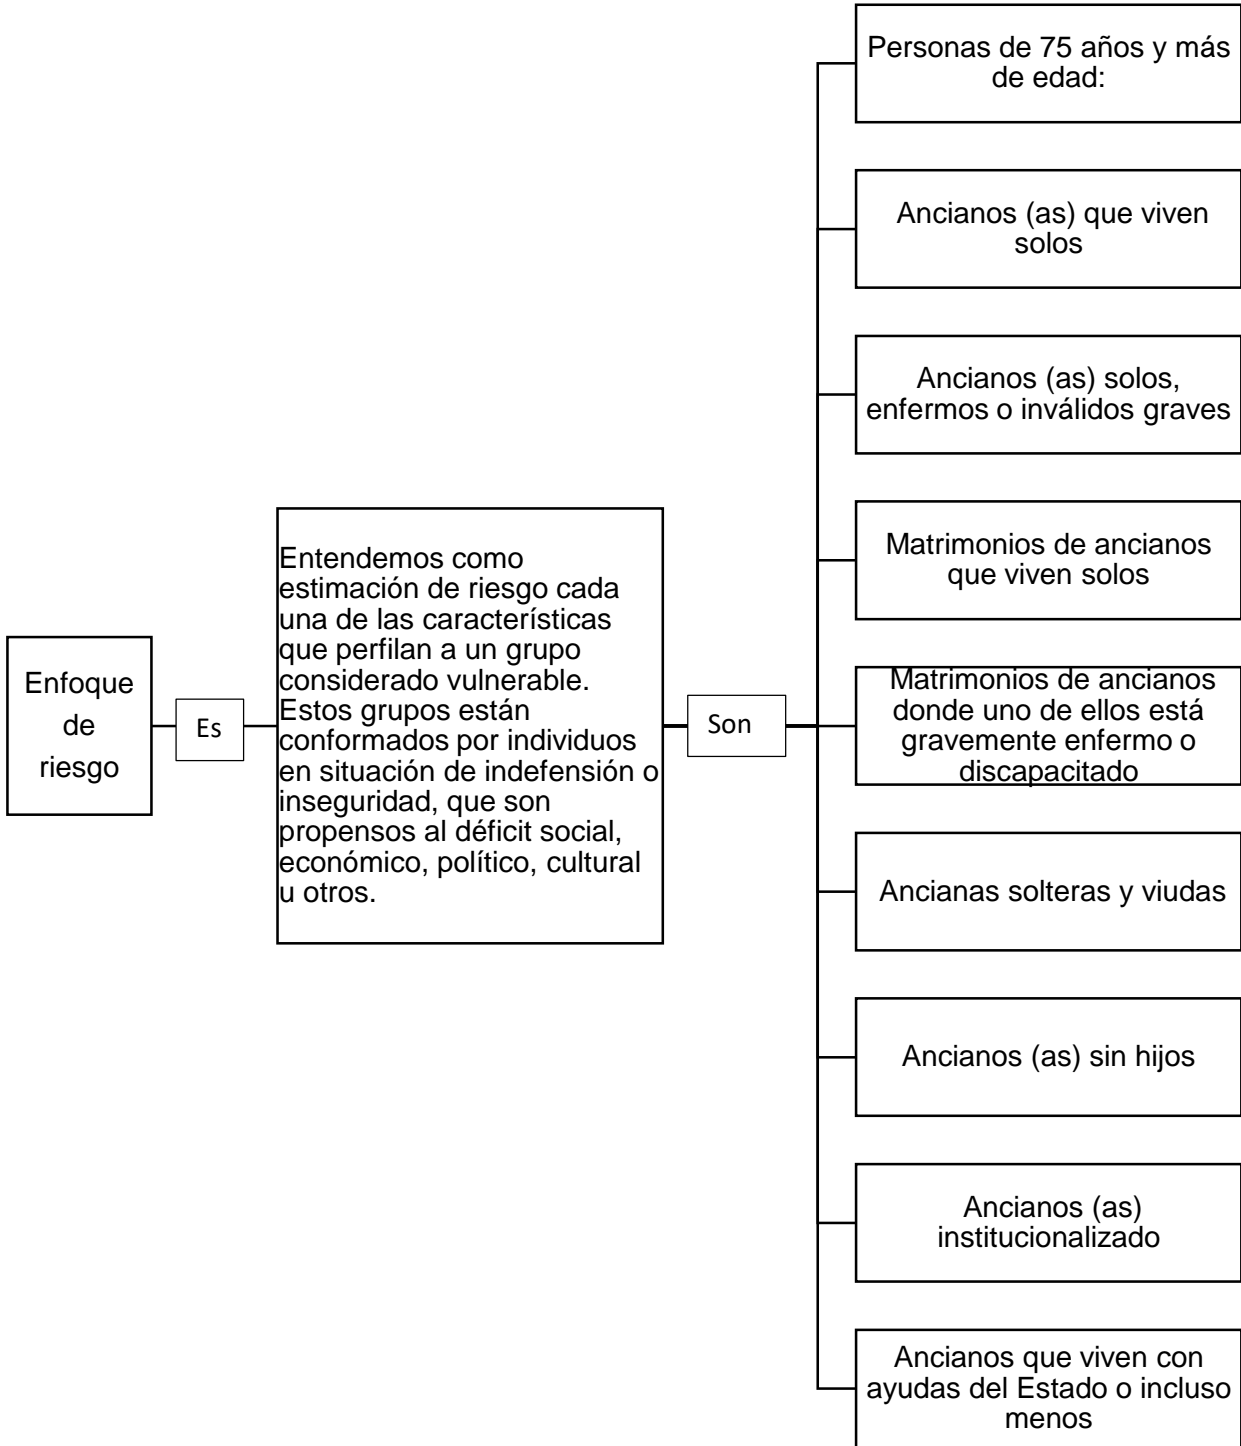 Enfoque
de
riesgo
Es
Entendemos como
estimación de riesgo cada
una de las características
que perfilan a un grupo
considerado vulnerable.
Estos grupos están
conformados por individuos
en situación de indefensión o
inseguridad, que son
propensos al déficit social,
económico, político, cultural
u otros.
Son
Personas de 75 años y más
de edad:
Ancianos (as) que viven
solos
Ancianos (as) solos,
enfermos o inválidos graves
Matrimonios de ancianos
que viven solos
Matrimonios de ancianos
donde uno de ellos está
gravemente enfermo o
discapacitado
Ancianas solteras y viudas
Ancianos (as) sin hijos
Ancianos (as)
institucionalizado
Ancianos que viven con
ayudas del Estado o incluso
menos